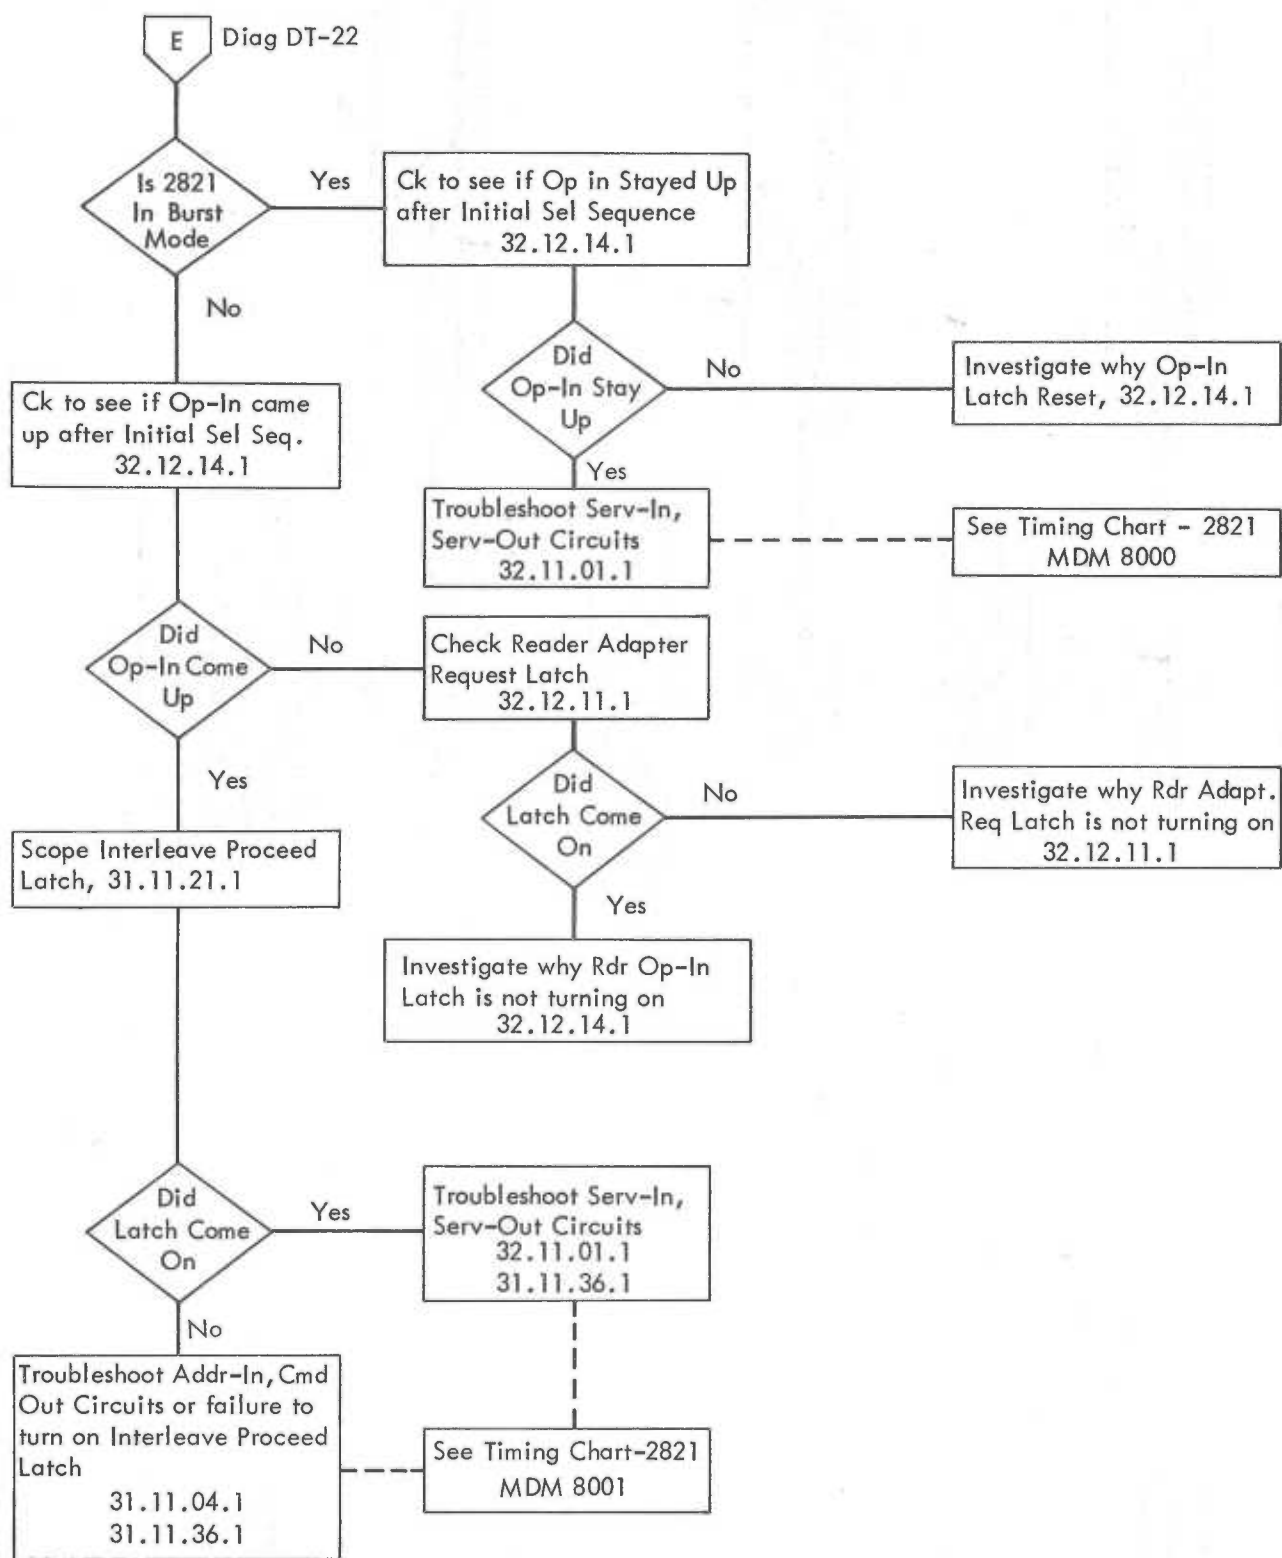 E
Diag DT-22
Is 2821
In Burst
Mode
Yes
Ck to see if Op in Stayed Up
after Initial Sel Sequence
32.12.14.1
No
Did
Op-In Stay
Up
No
Investigate why Op-In
Latch Reset, 32.12.14.1
Ck to see if Op-In came
up after Initial Sel Seq.
32.12.14.1
Yes
Troubleshoot Serv-In,
Serv-Out Circuits
32.11.01.1
See Timing Chart - 2821
MDM 8000
Did
Op-In Come
Up
No
Check Reader Adapter
Request Latch
32.12.11.1
Yes
Did
Latch Come
On
No
Investigate why Rdr Adapt.
Req Latch is not turning on
32.12.11.1
Scope Interleave Proceed
Latch, 31.11.21.1
Yes
Investigate why Rdr Op-In
Latch is not turning on
32.12.14.1
Did
Latch Come
On
Yes
Troubleshoot Serv-In,
Serv-Out Circuits
32.11.01.1
31.11.36.1
No
Troubleshoot Addr-In, Cmd
Out Circuits or failure to
turn on Interleave Proceed
Latch
31.11.04.1
31.11.36.1
See Timing Chart-2821
MDM 8001